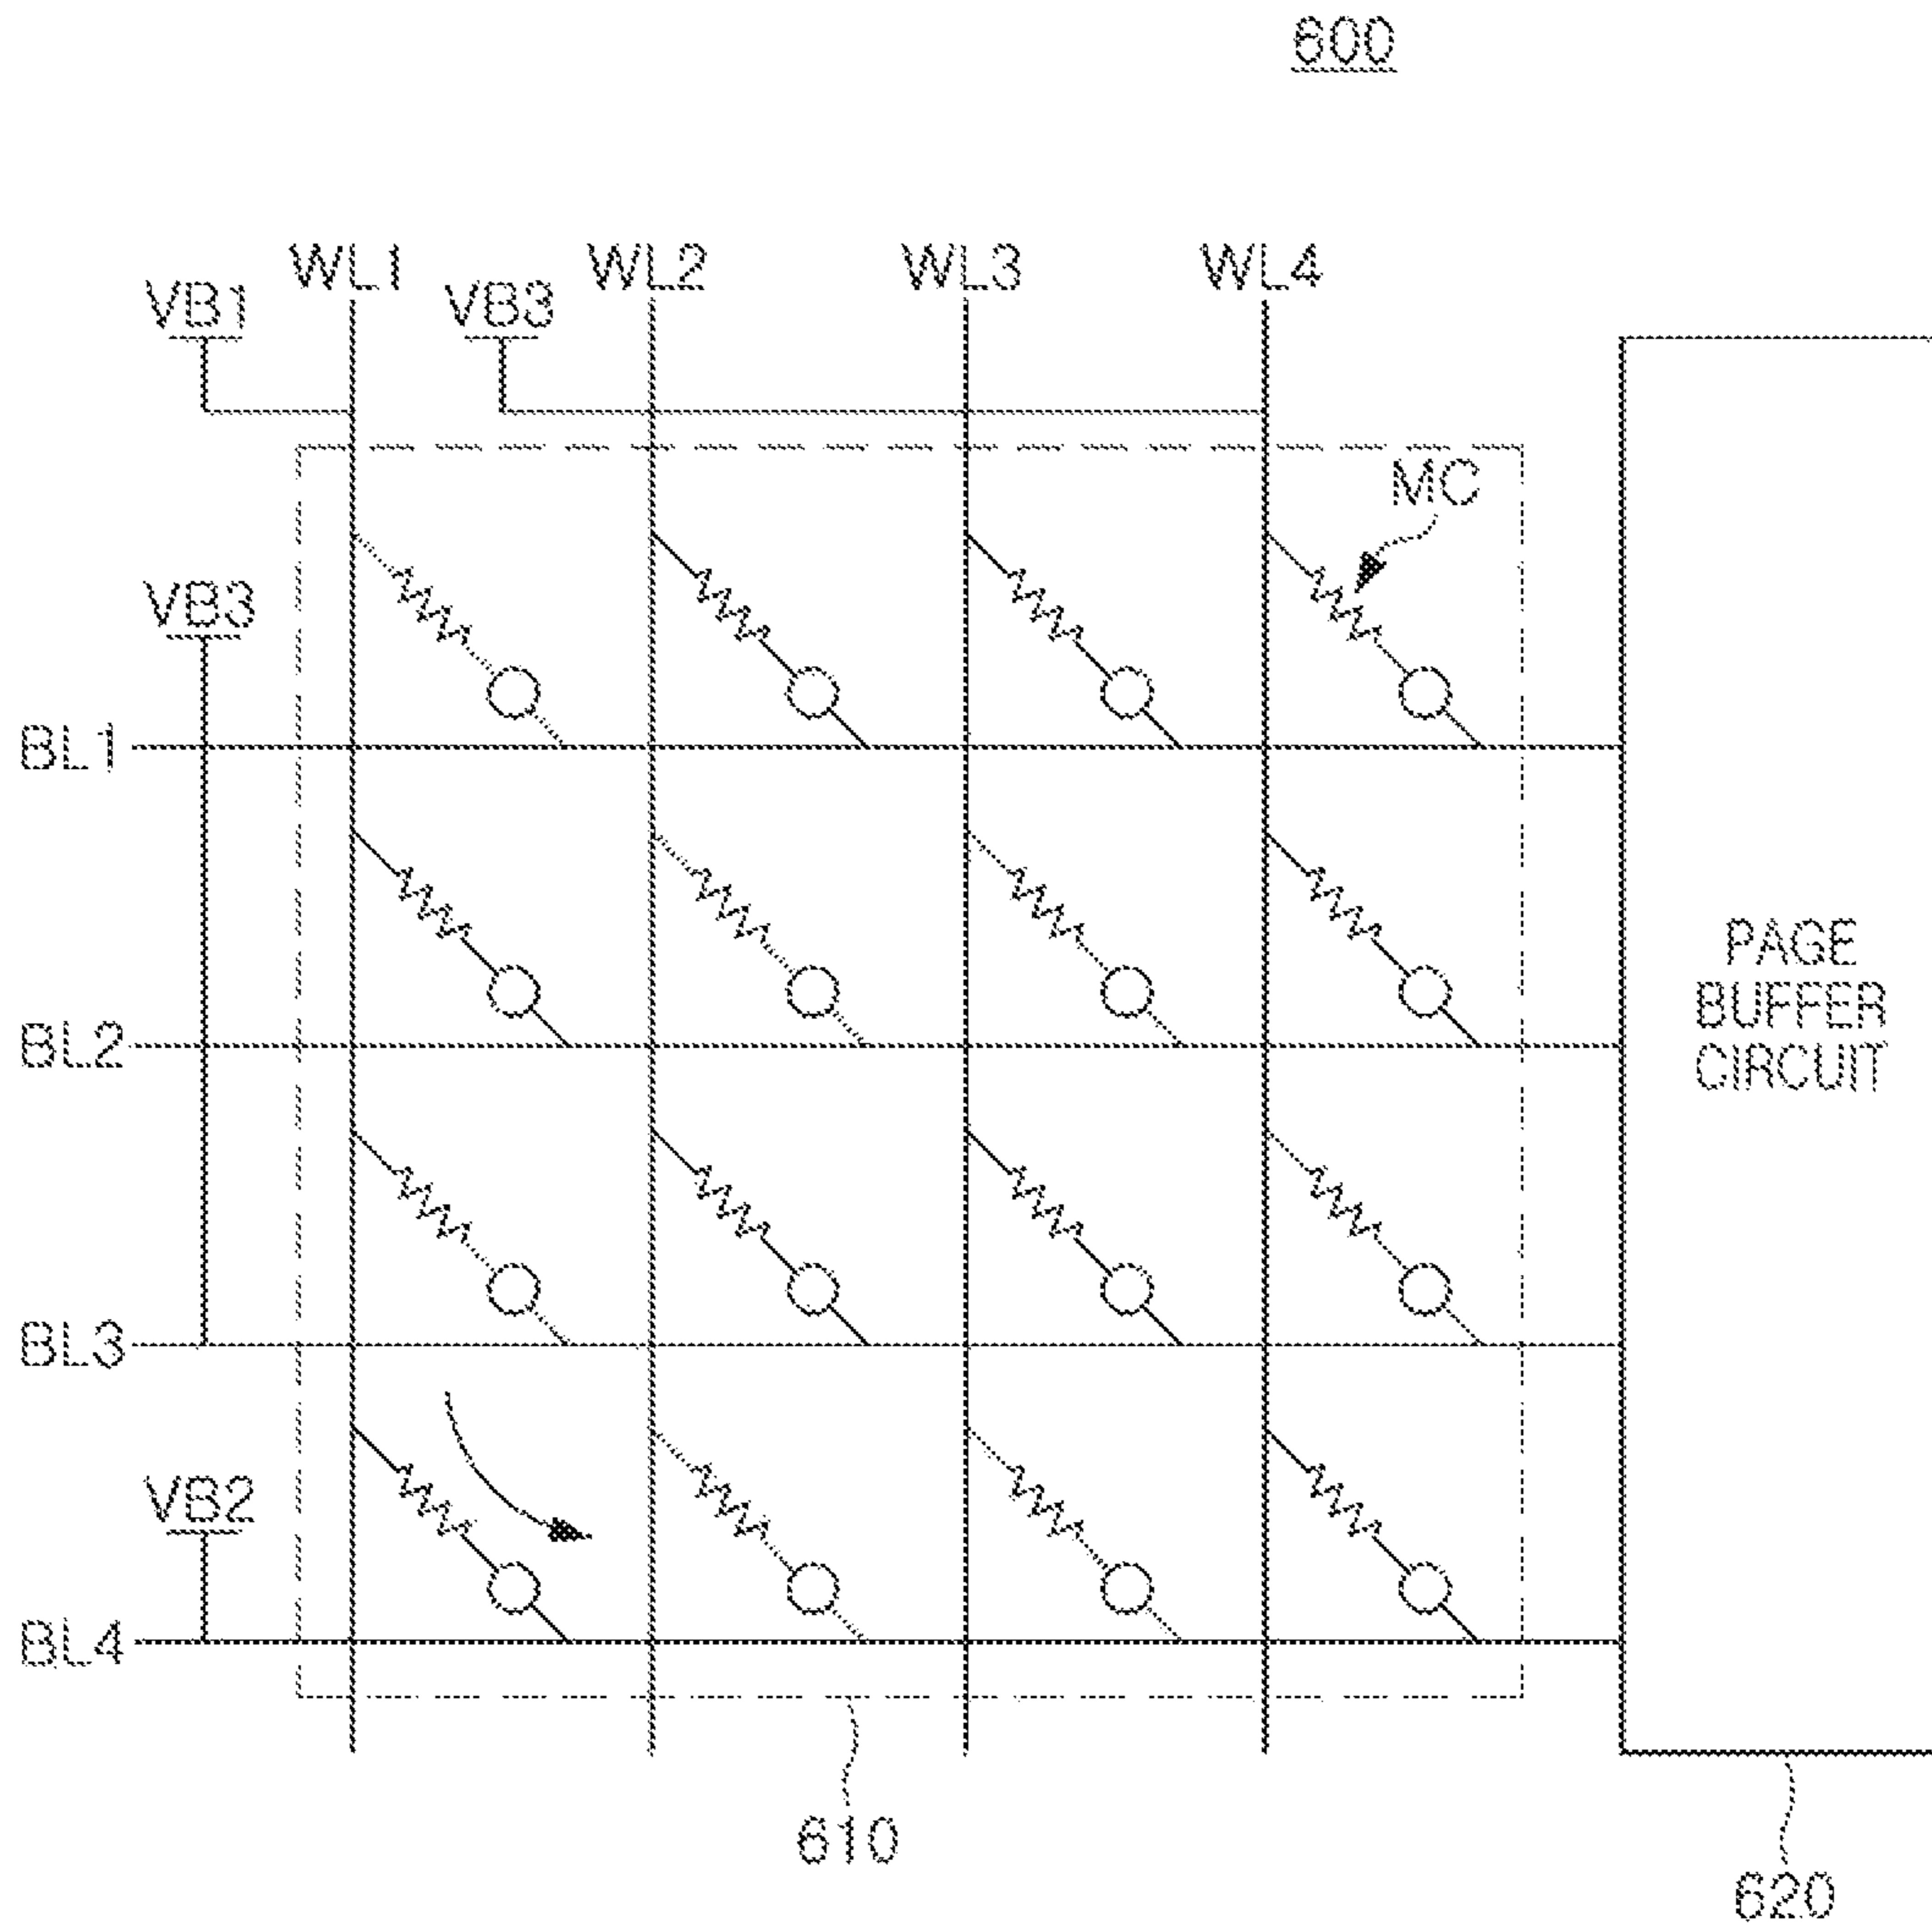 600
WL1 WL2 WL3 WL4
VB1 VB3
MC
VB3
BL1
PAGE
BUFFER
CIRCUIT
BL2
BL3
VB2
BL4
610
620